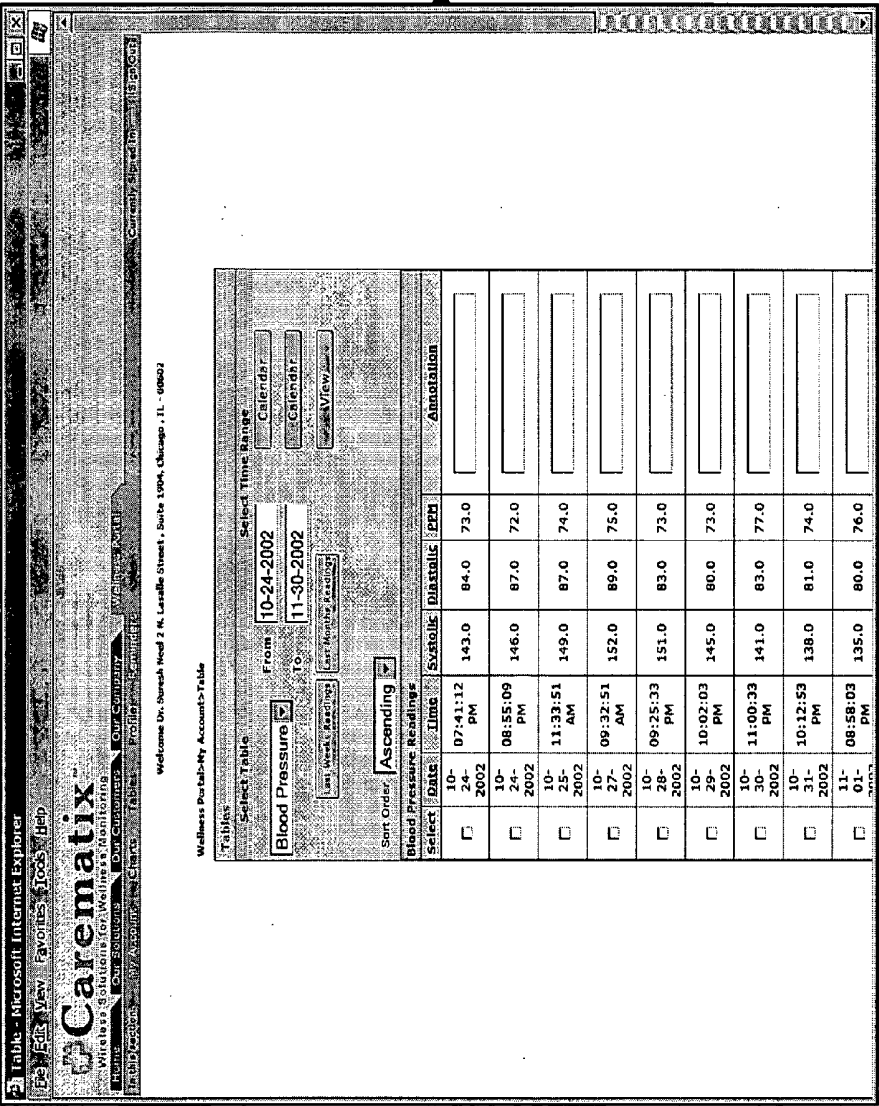 Table - Microsoft Internet Explorer
File Edit View Favorites Tools Help
Carematix
Wireless Solutions for Wellness Monitoring
Home Our Solutions Our Customers Our Company Wellness Portal
In this Section: My Account Charts Tables Profiles Reminders
Currently Signed In Sign Out
Welcome Dr. Suresh Noel 2 N. Lasalle Street , Suite 1904, Chicago , IL - 60602
Wellness Portal>My Account>Table
Tables
Select Table Select Time Range
Blood Pressure From 10-24-2002 Calendar
To 11-30-2002 Calendar
Last Weeks Readings Last Months Readings View
Sort Order Ascending
Blood Pressure Readings
Select Date Time Systolic Diastolic PPM Annotation
10-24-2002 07:41:12 PM 143.0 84.0 73.0
10-24-2002 08:55:09 PM 146.0 87.0 72.0
10-25-2002 11:33:51 AM 149.0 87.0 74.0
10-27-2002 09:32:51 AM 152.0 89.0 75.0
10-28-2002 09:25:33 PM 151.0 83.0 73.0
10-29-2002 10:02:03 PM 145.0 80.0 73.0
10-30-2002 11:00:33 PM 141.0 83.0 77.0
10-31-2002 10:12:53 PM 138.0 81.0 74.0
11-01-2002 08:58:03 PM 135.0 80.0 76.0